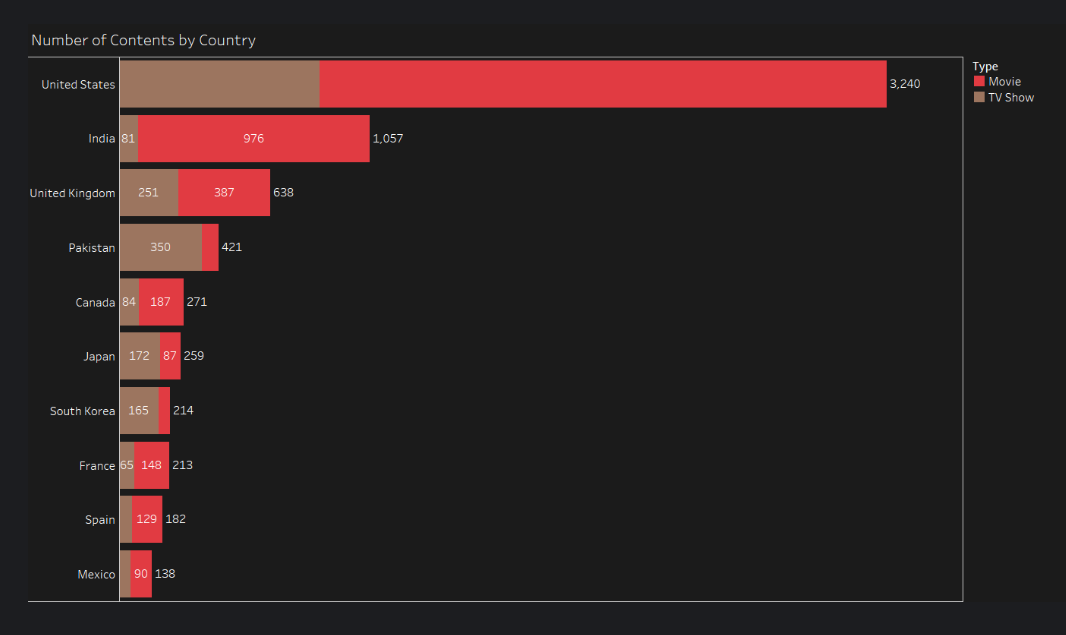 Number of Contents by Country
Type
Movie
TV Show
United States 3,240
India 81 976 1,057
United Kingdom 251 387 638
Pakistan 350 421
Canada 84 187 271
Japan 172 87 259
South Korea 165 214
France 65 148 213
Spain 129 182
Mexico 90 138